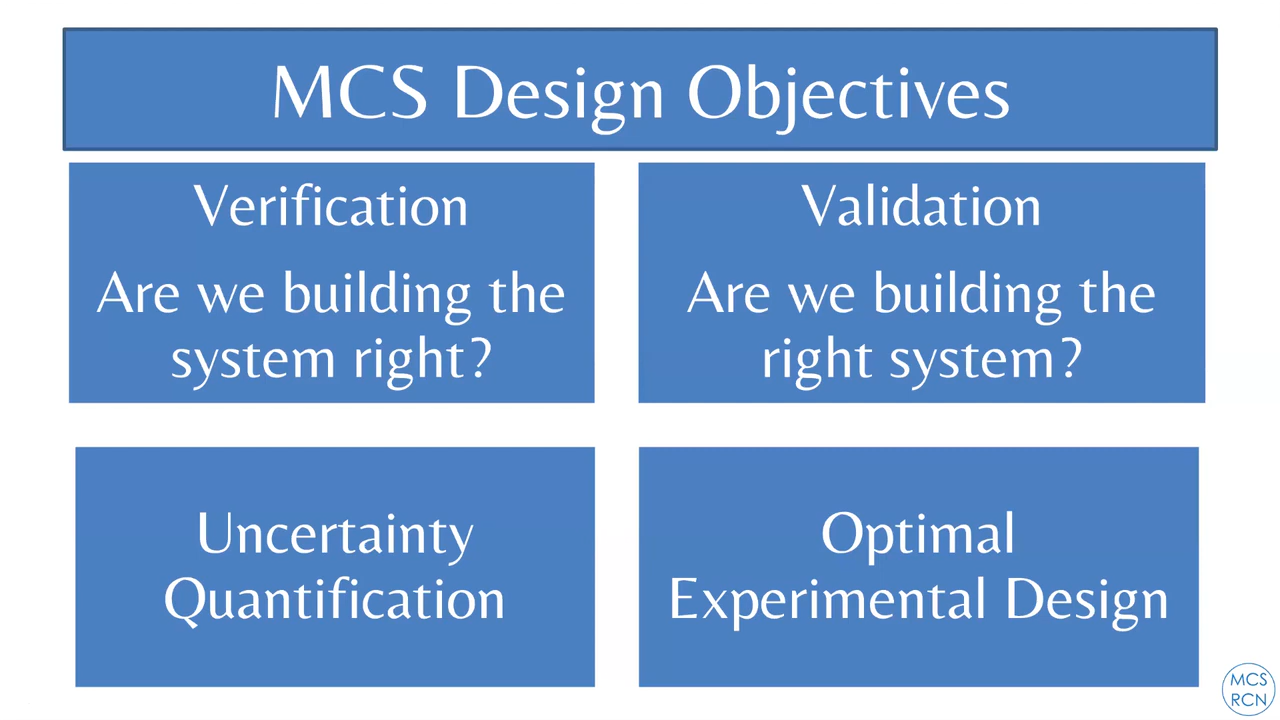 MCS Design Objectives
Verification
Are we building the
system right?
Validation
Are we building the
right system?
Uncertainty
Quantification
Optimal
Experimental Design
MCS
RCN